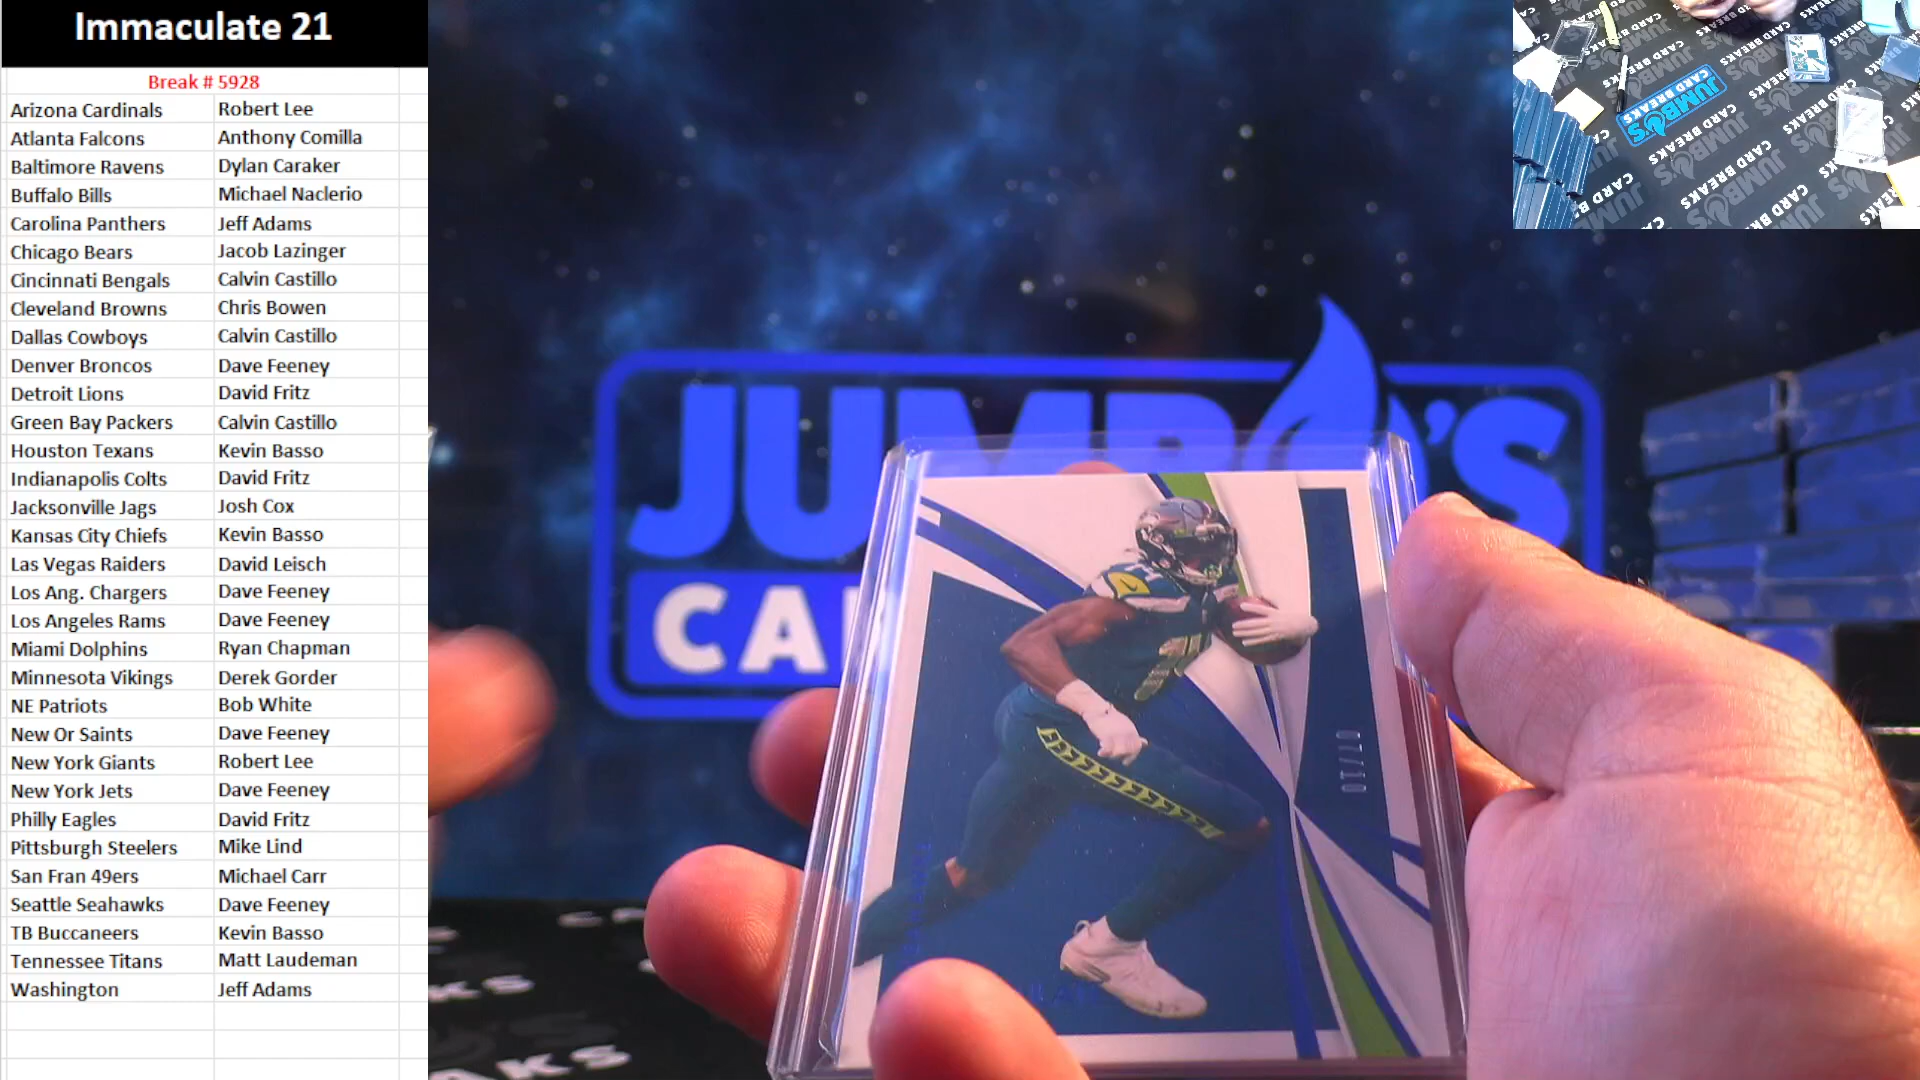 Immaculate 21
Break # 5928
Arizona Cardinals Robert Lee
Atlanta Falcons Anthony Comilla
Baltimore Ravens Dylan Caraker
Buffalo Bills Michael Naclerio
Carolina Panthers Jeff Adams
Chicago Bears Jacob Lazinger
Cincinnati Bengals Calvin Castillo
Cleveland Browns Chris Bowen
Dallas Cowboys Calvin Castillo
Denver Broncos Dave Feeney
Detroit Lions David Fritz
Green Bay Packers Calvin Castillo
Houston Texans Kevin Basso
Indianapolis Colts David Fritz
Jacksonville Jags Josh Cox
Kansas City Chiefs Kevin Basso
Las Vegas Raiders David Leisch
Los Ang. Chargers Dave Feeney
Los Angeles Rams Dave Feeney
Miami Dolphins Ryan Chapman
Minnesota Vikings Derek Gorder
NE Patriots Bob White
New Or Saints Dave Feeney
New York Giants Robert Lee
New York Jets Dave Feeney
Philly Eagles David Fritz
Pittsburgh Steelers Mike Lind
San Fran 49ers Michael Carr
Seattle Seahawks Dave Feeney
TB Buccaneers Kevin Basso
Tennessee Titans Matt Laudeman
Washington Jeff Adams
JUMBO'S
CA
07/10
JUMBO'S
CARD BREAKS